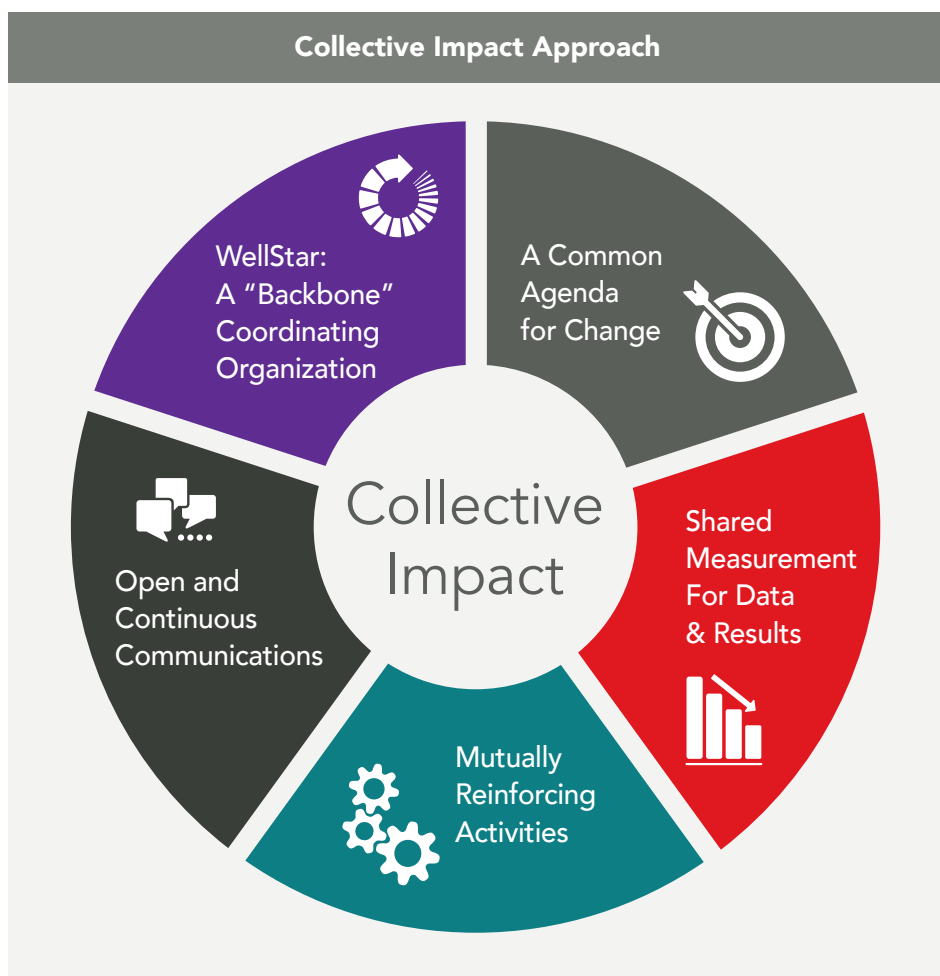 Collective Impact Approach
WellStar:
A “Backbone”
Coordinating
Organization
A Common
Agenda
for Change
Shared
Measurement
For Data
& Results
Mutually
Reinforcing
Activities
Open and
Continuous
Communications
Collective
Impact